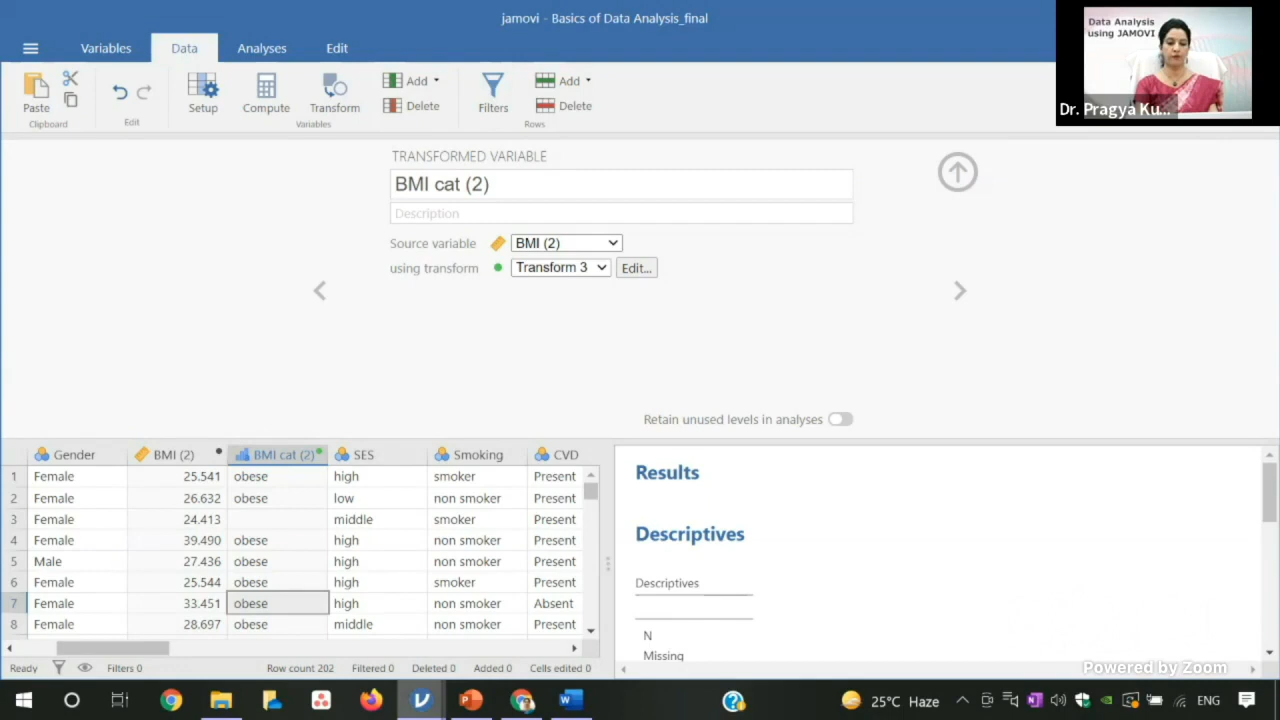 jamovi - Basics of Data Analysis_final
Variables Data Analyses Edit
Paste Setup Compute Transform Add Delete Filters Add Delete
Clipboard Edit Variables Rows
Data Analysis
using JAMOVI
Dr. Pragya Ku...
TRANSFORMED VARIABLE
BMI cat (2)
Description
Source variable BMI (2)
using transform Transform 3 Edit...
Retain unused levels in analyses
Gender BMI (2) BMI cat (2) SES Smoking CVD
1 Female 25.541 obese high smoker Present
2 Female 26.632 obese low non smoker Present
3 Female 24.413 middle smoker Present
4 Female 39.490 obese high non smoker Present
5 Male 27.436 obese high non smoker Present
6 Female 25.544 obese high smoker Present
7 Female 33.451 obese high non smoker Absent
8 Female 28.697 obese middle non smoker Present
Results
Descriptives
Descriptives
N
Missing
Ready Filters 0 Row count 202 Filtered 0 Deleted 0 Added 0 Cells edited 0
Powered by Zoom
25°C Haze ENG